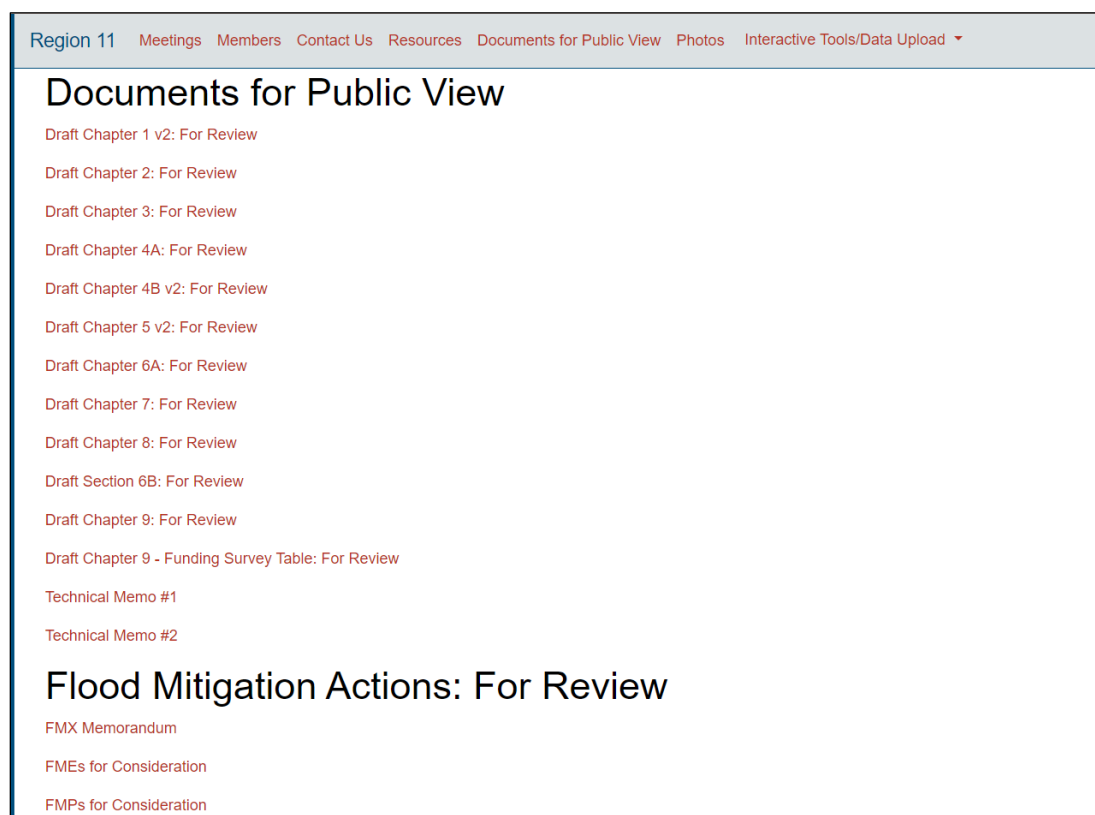 Region 11 Meetings Members Contact Us Resources Documents for Public View Photos Interactive Tools/Data Upload
Documents for Public View
Draft Chapter 1 v2: For Review
Draft Chapter 2: For Review
Draft Chapter 3: For Review
Draft Chapter 4A: For Review
Draft Chapter 4B v2: For Review
Draft Chapter 5 v2: For Review
Draft Chapter 6A: For Review
Draft Chapter 7: For Review
Draft Chapter 8: For Review
Draft Section 6B: For Review
Draft Chapter 9: For Review
Draft Chapter 9 - Funding Survey Table: For Review
Technical Memo #1
Technical Memo #2
Flood Mitigation Actions: For Review
FMX Memorandum
FMEs for Consideration
FMPs for Consideration